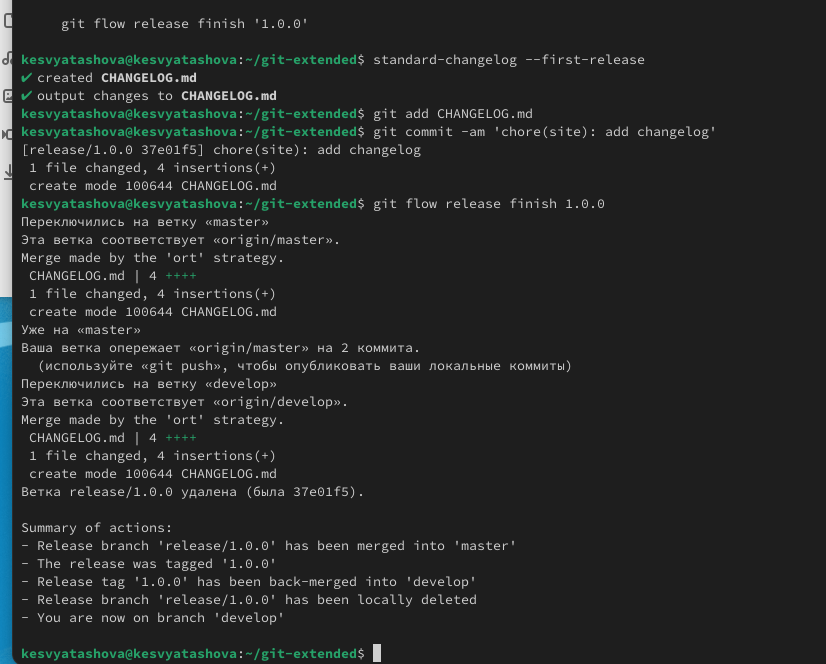 git flow release finish '1.0.0'
kesvyatashova@kesvyatashova:~/git-extended$ standard-changelog --first-release
✔ created CHANGELOG.md
✔ output changes to CHANGELOG.md
kesvyatashova@kesvyatashova:~/git-extended$ git add CHANGELOG.md
kesvyatashova@kesvyatashova:~/git-extended$ git commit -am 'chore(site): add changelog'
[release/1.0.0 37e01f5] chore(site): add changelog
1 file changed, 4 insertions(+)
create mode 100644 CHANGELOG.md
kesvyatashova@kesvyatashova:~/git-extended$ git flow release finish 1.0.0
Переключились на ветку «master»
Эта ветка соответствует «origin/master».
Merge made by the 'ort' strategy.
CHANGELOG.md | 4 ++++
1 file changed, 4 insertions(+)
create mode 100644 CHANGELOG.md
Уже на «master»
Ваша ветка опережает «origin/master» на 2 коммита.
(используйте «git push», чтобы опубликовать ваши локальные коммиты)
Переключились на ветку «develop»
Эта ветка соответствует «origin/develop».
Merge made by the 'ort' strategy.
CHANGELOG.md | 4 ++++
1 file changed, 4 insertions(+)
create mode 100644 CHANGELOG.md
Ветка release/1.0.0 удалена (была 37e01f5).
Summary of actions:
- Release branch 'release/1.0.0' has been merged into 'master'
- The release was tagged '1.0.0'
- Release tag '1.0.0' has been back-merged into 'develop'
- Release branch 'release/1.0.0' has been locally deleted
- You are now on branch 'develop'
kesvyatashova@kesvyatashova:~/git-extended$